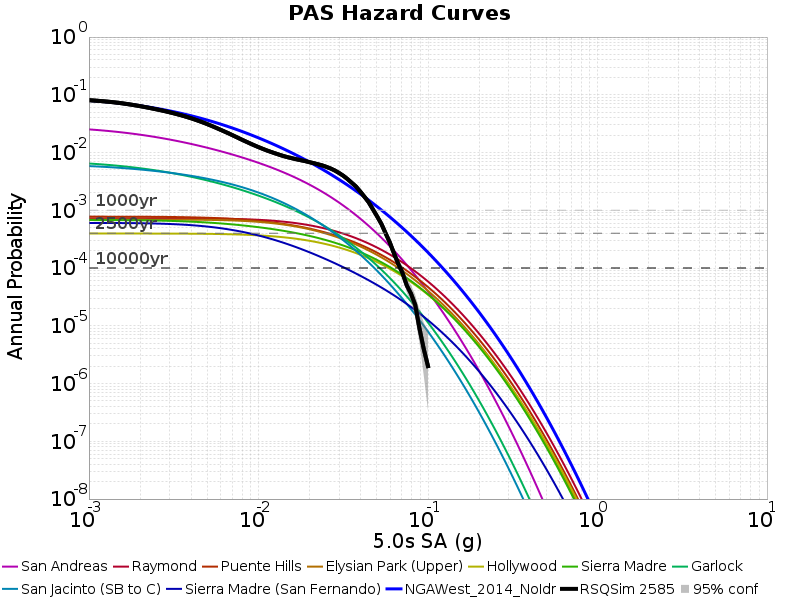 PAS Hazard Curves
Annual Probability
10^0
10^-1
10^-2
10^-3
10^-4
10^-5
10^-6
10^-7
10^-8
1000yr
2500yr
10000yr
10^-3 10^-2 10^-1 10^0 10^1
5.0s SA (g)
San Andreas Raymond Puente Hills Elysian Park (Upper) Hollywood Sierra Madre Garlock
San Jacinto (SB to C) Sierra Madre (San Fernando) NGAWest_2014_NoIdr RSQSim 2585 95% conf